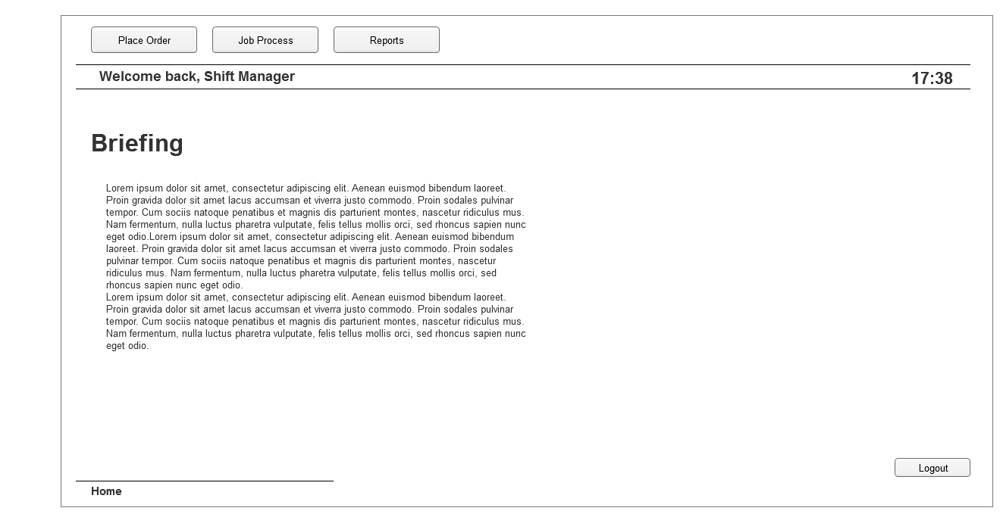 Place Order Job Process Reports
Welcome back, Shift Manager 17:38
Briefing
Lorem ipsum dolor sit amet, consectetur adipiscing elit. Aenean euismod bibendum laoreet.
Proin gravida dolor sit amet lacus accumsan et viverra justo commodo. Proin sodales pulvinar
tempor. Cum sociis natoque penatibus et magnis dis parturient montes, nascetur ridiculus mus.
Nam fermentum, nulla luctus pharetra vulputate, felis tellus mollis orci, sed rhoncus sapien nunc
eget odio.Lorem ipsum dolor sit amet, consectetur adipiscing elit. Aenean euismod bibendum
laoreet. Proin gravida dolor sit amet lacus accumsan et viverra justo commodo. Proin sodales
pulvinar tempor. Cum sociis natoque penatibus et magnis dis parturient montes, nascetur
ridiculus mus. Nam fermentum, nulla luctus pharetra vulputate, felis tellus mollis orci, sed
rhoncus sapien nunc eget odio.
Lorem ipsum dolor sit amet, consectetur adipiscing elit. Aenean euismod bibendum laoreet.
Proin gravida dolor sit amet lacus accumsan et viverra justo commodo. Proin sodales pulvinar
tempor. Cum sociis natoque penatibus et magnis dis parturient montes, nascetur ridiculus mus.
Nam fermentum, nulla luctus pharetra vulputate, felis tellus mollis orci, sed rhoncus sapien nunc
eget odio.
Logout
Home